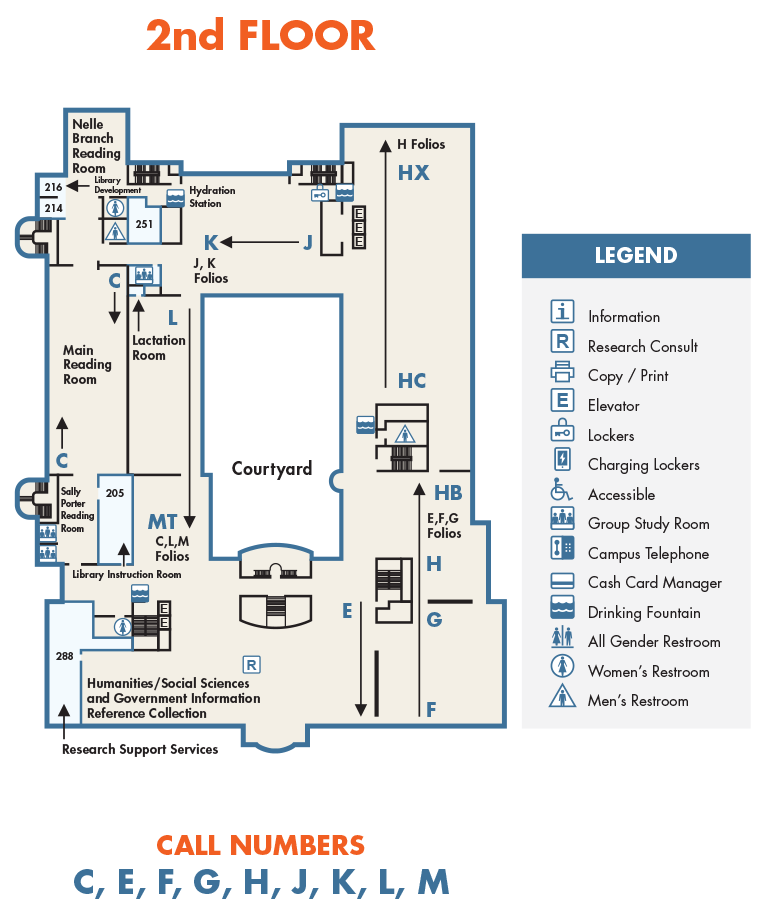 2nd FLOOR
Nelle
Branch
Reading
Room
H Folios
HX
216
Library
Development
214
Hydration
Station
251
E
E
E
K
J
J, K
Folios
C
L
Lactation
Room
Main
Reading
Room
HC
C
Courtyard
Sally
Porter
Reading
Room
205
MT
C,L,M
Folios
HB
E,F,G
Folios
Library Instruction Room
H
E
E
E
G
288
R
Humanities/Social Sciences
and Government Information
Reference Collection
F
Research Support Services
LEGEND
i Information
R Research Consult
Copy / Print
E Elevator
Lockers
Charging Lockers
Accessible
Group Study Room
Campus Telephone
Cash Card Manager
Drinking Fountain
All Gender Restroom
Women's Restroom
Men's Restroom
CALL NUMBERS
C, E, F, G, H, J, K, L, M